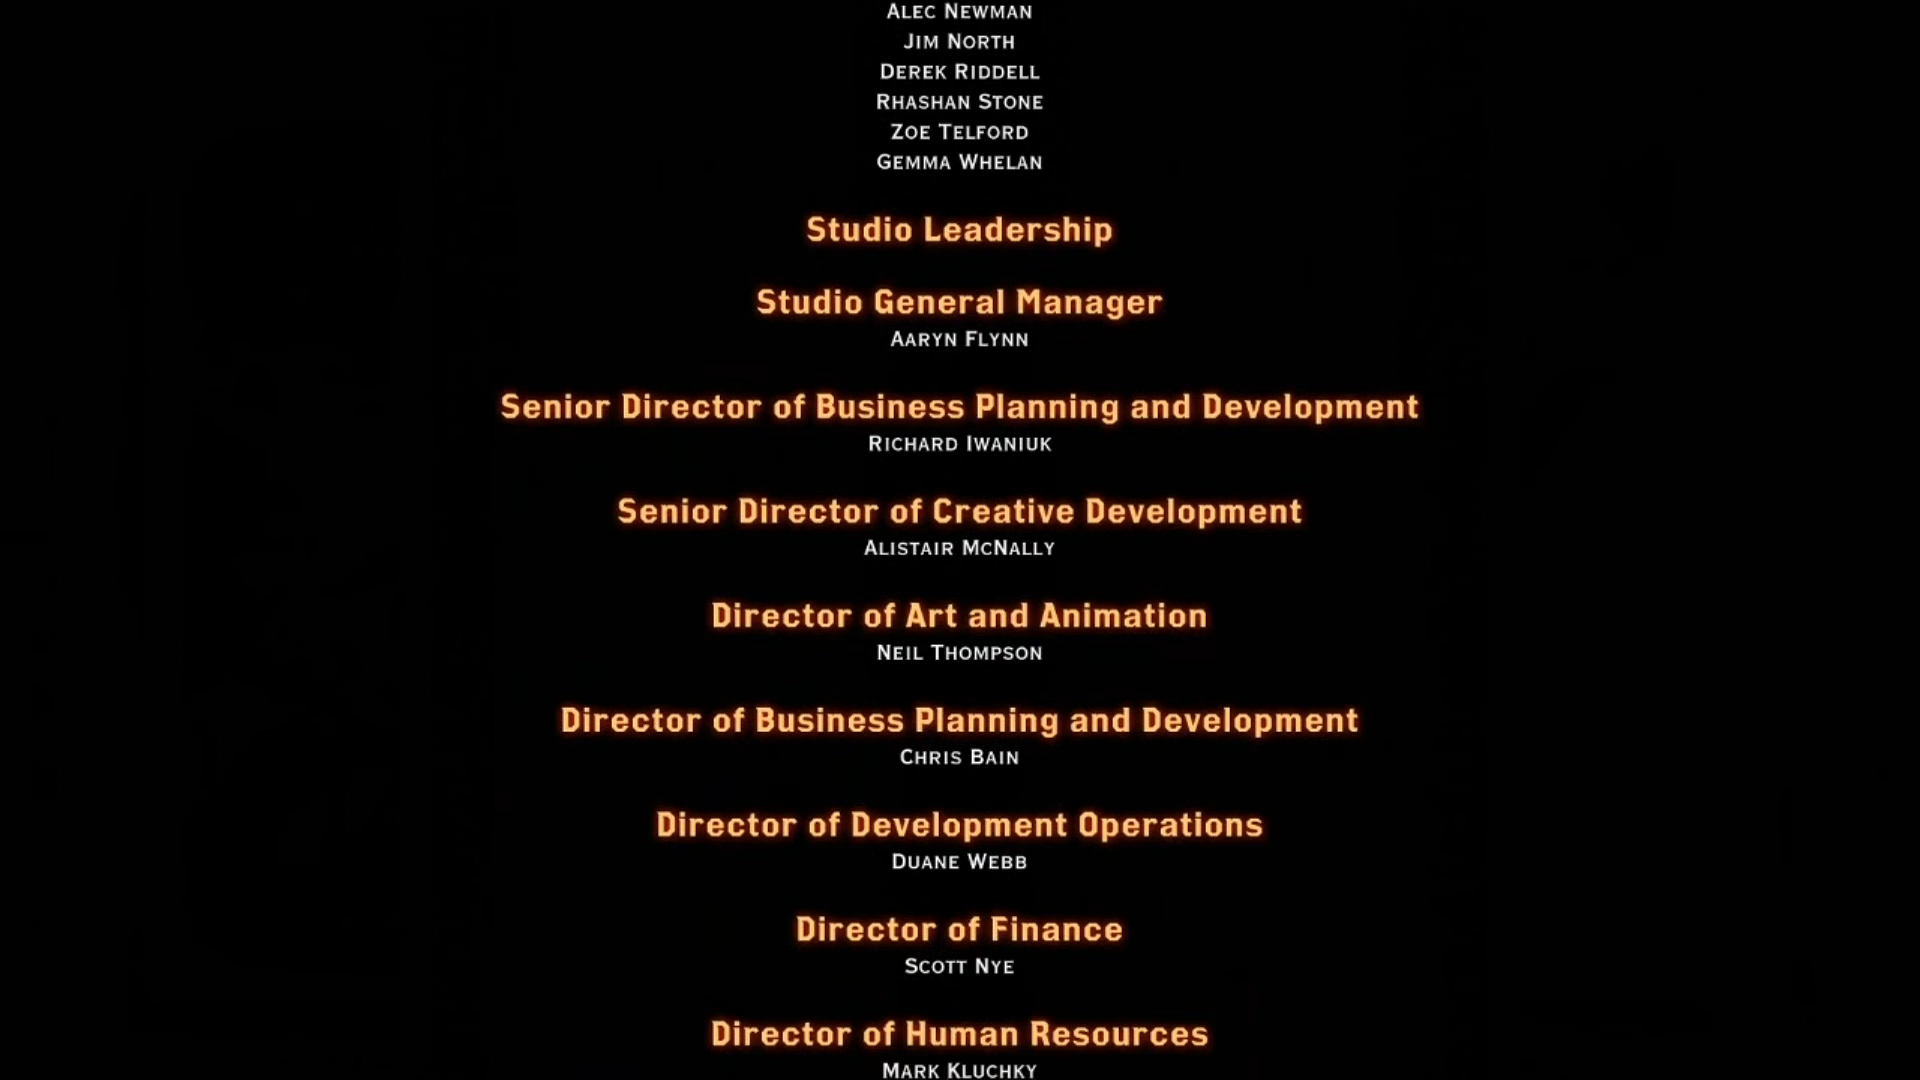 ALEC NEWMAN
JIM NORTH
DEREK RIDDELL
RHASHAN STONE
ZOE TELFORD
GEMMA WHELAN
Studio Leadership
Studio General Manager
AARYN FLYNN
Senior Director of Business Planning and Development
RICHARD IWANIUK
Senior Director of Creative Development
ALISTAIR MCNALLY
Director of Art and Animation
NEIL THOMPSON
Director of Business Planning and Development
CHRIS BAIN
Director of Development Operations
DUANE WEBB
Director of Finance
SCOTT NYE
Director of Human Resources
MARK KLUCHKY